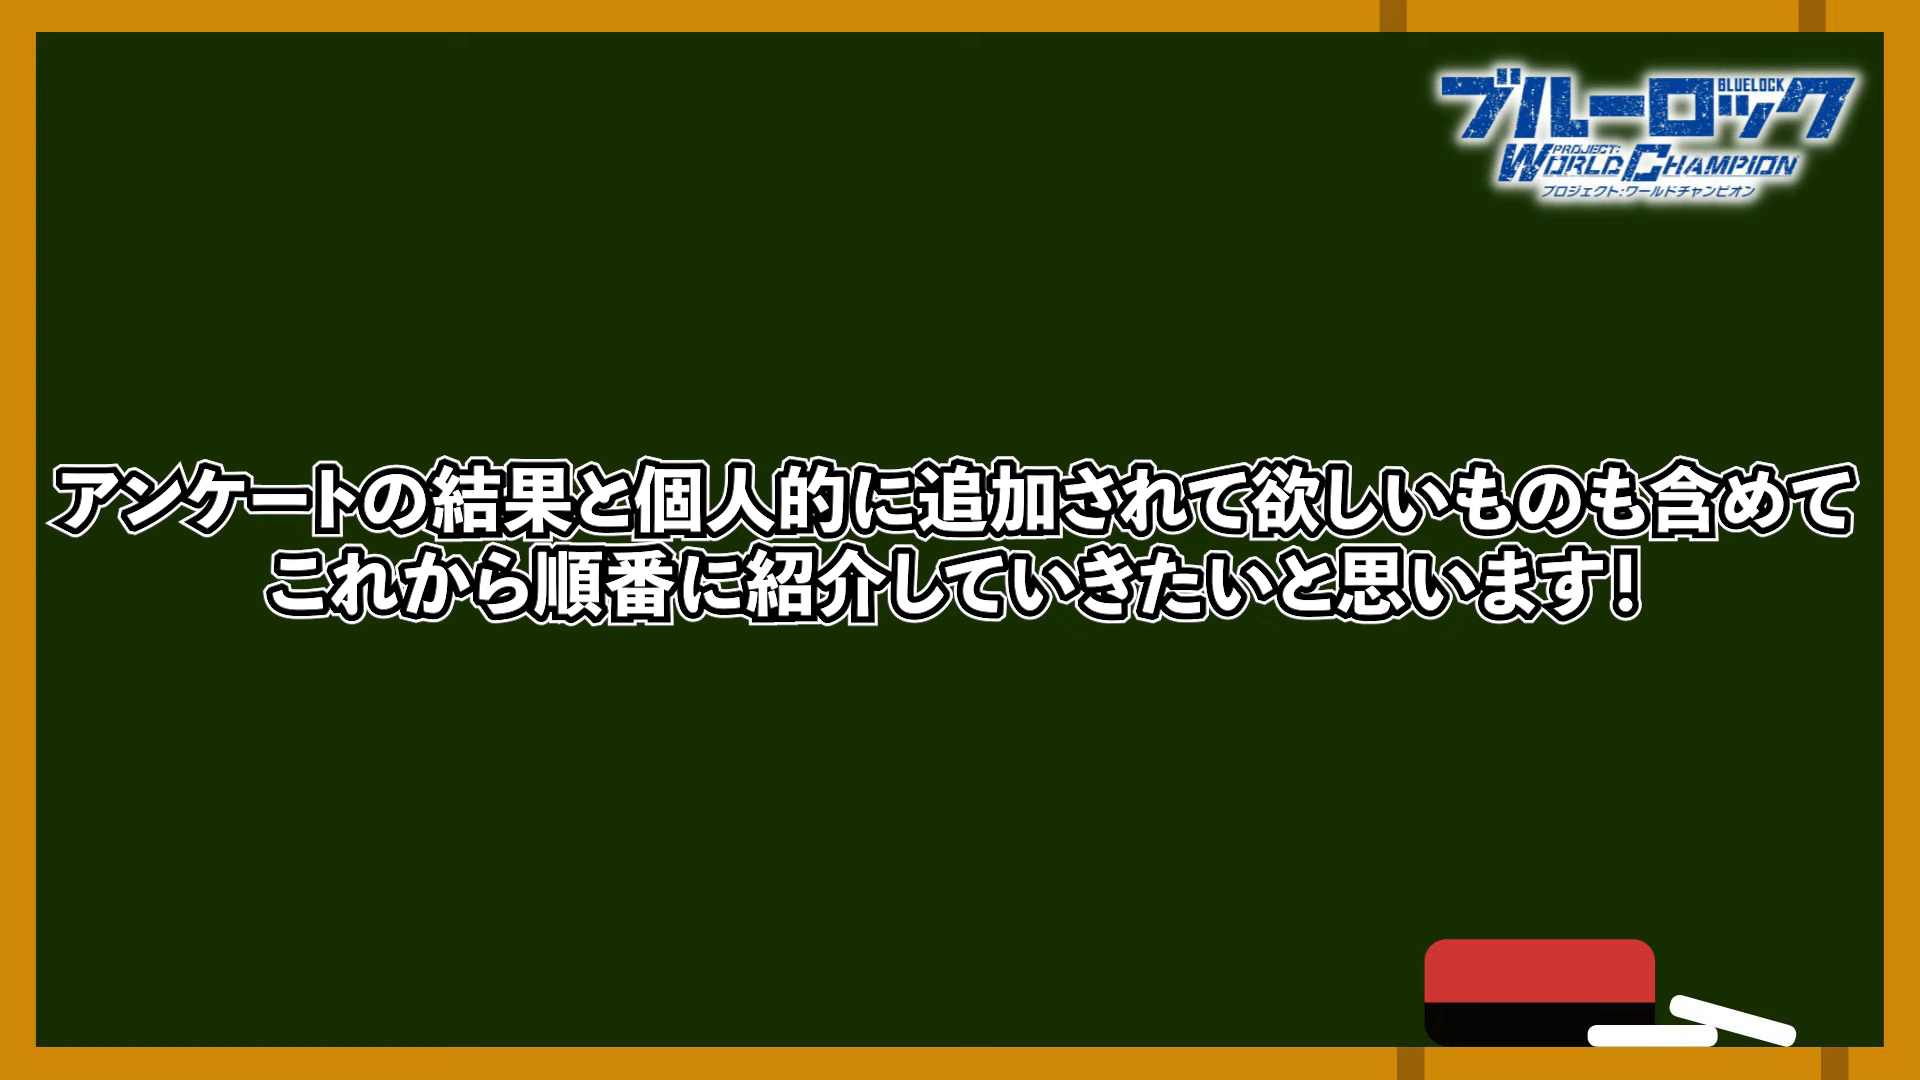 ブルーロック
BLUELOCK
PROJECT:
WORLD CHAMPION
プロジェクト:ワールドチャンピオン
アンケートの結果と個人的に追加されて欲しいものも含めて
これから順番に紹介していきたいと思います!